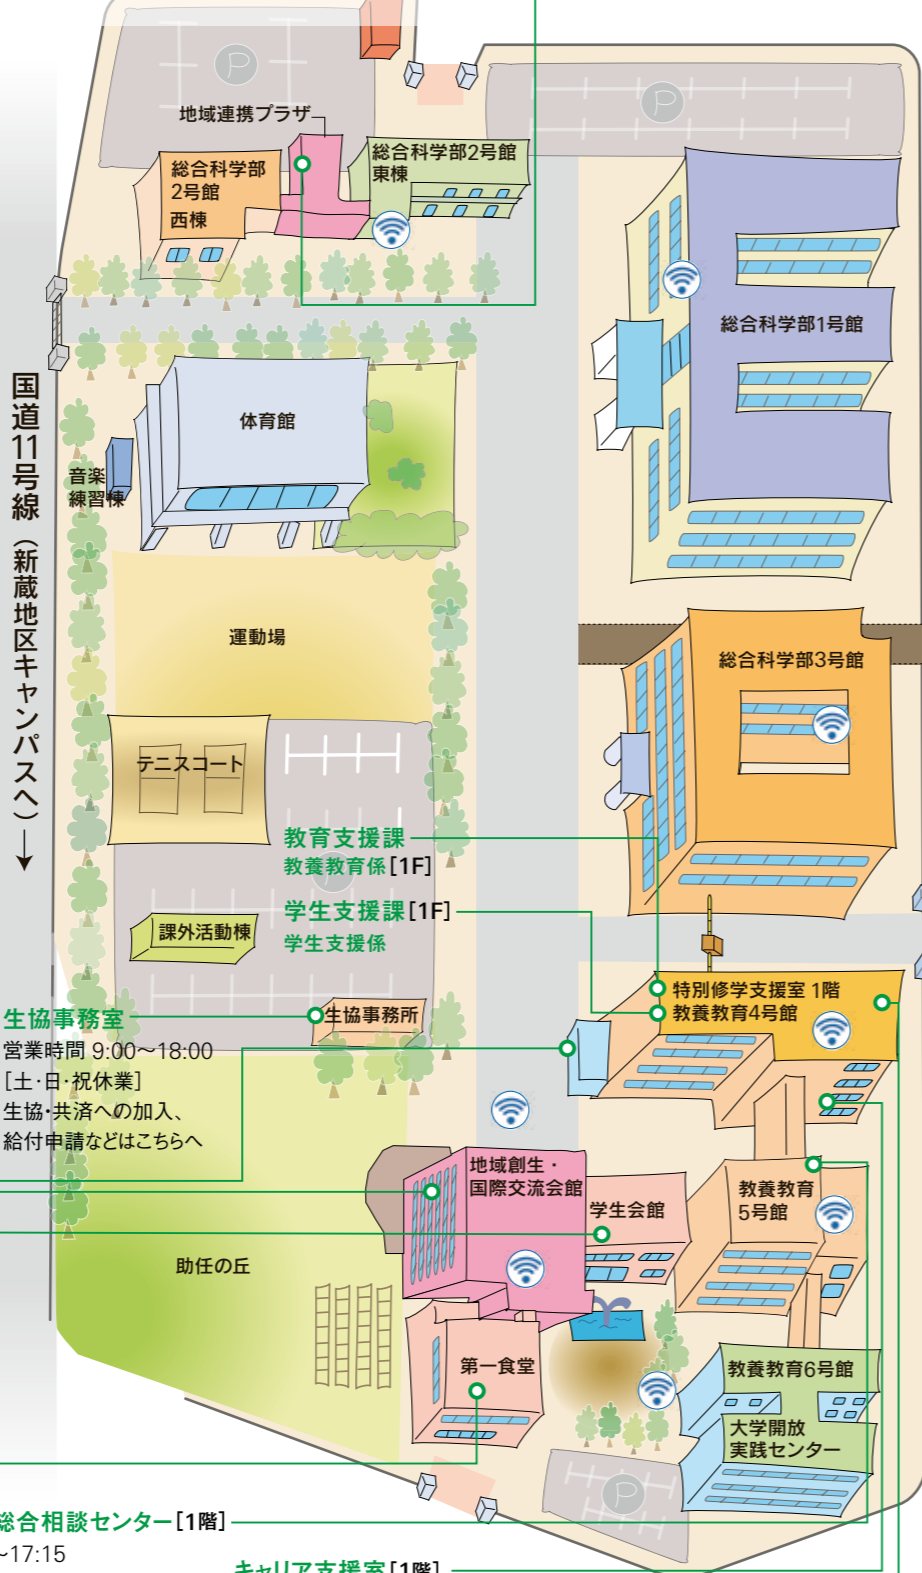 P
P
地域連携プラザ
総合科学部
2号館
西棟
総合科学部2号館
東棟
総合科学部1号館
体育館
音楽
練習棟
国道11号線（新蔵地区キャンパスへ）→
運動場
総合科学部3号館
テニスコート
教育支援課
教養教育係[1F]
P
学生支援課[1F]
学生支援係
課外活動棟
特別修学支援室 1階
教養教育4号館
生協事務室
生協事務所
営業時間 9:00〜18:00
[土・日・祝休業]
生協・共済への加入、
給付申請などはこちらへ
地域創生・
国際交流会館
学生会館
教養教育
5号館
助任の丘
第一食堂
教養教育6号館
大学開放
実践センター
P
総合相談センター[1階]
〜17:15
キャリア支援室[1階]